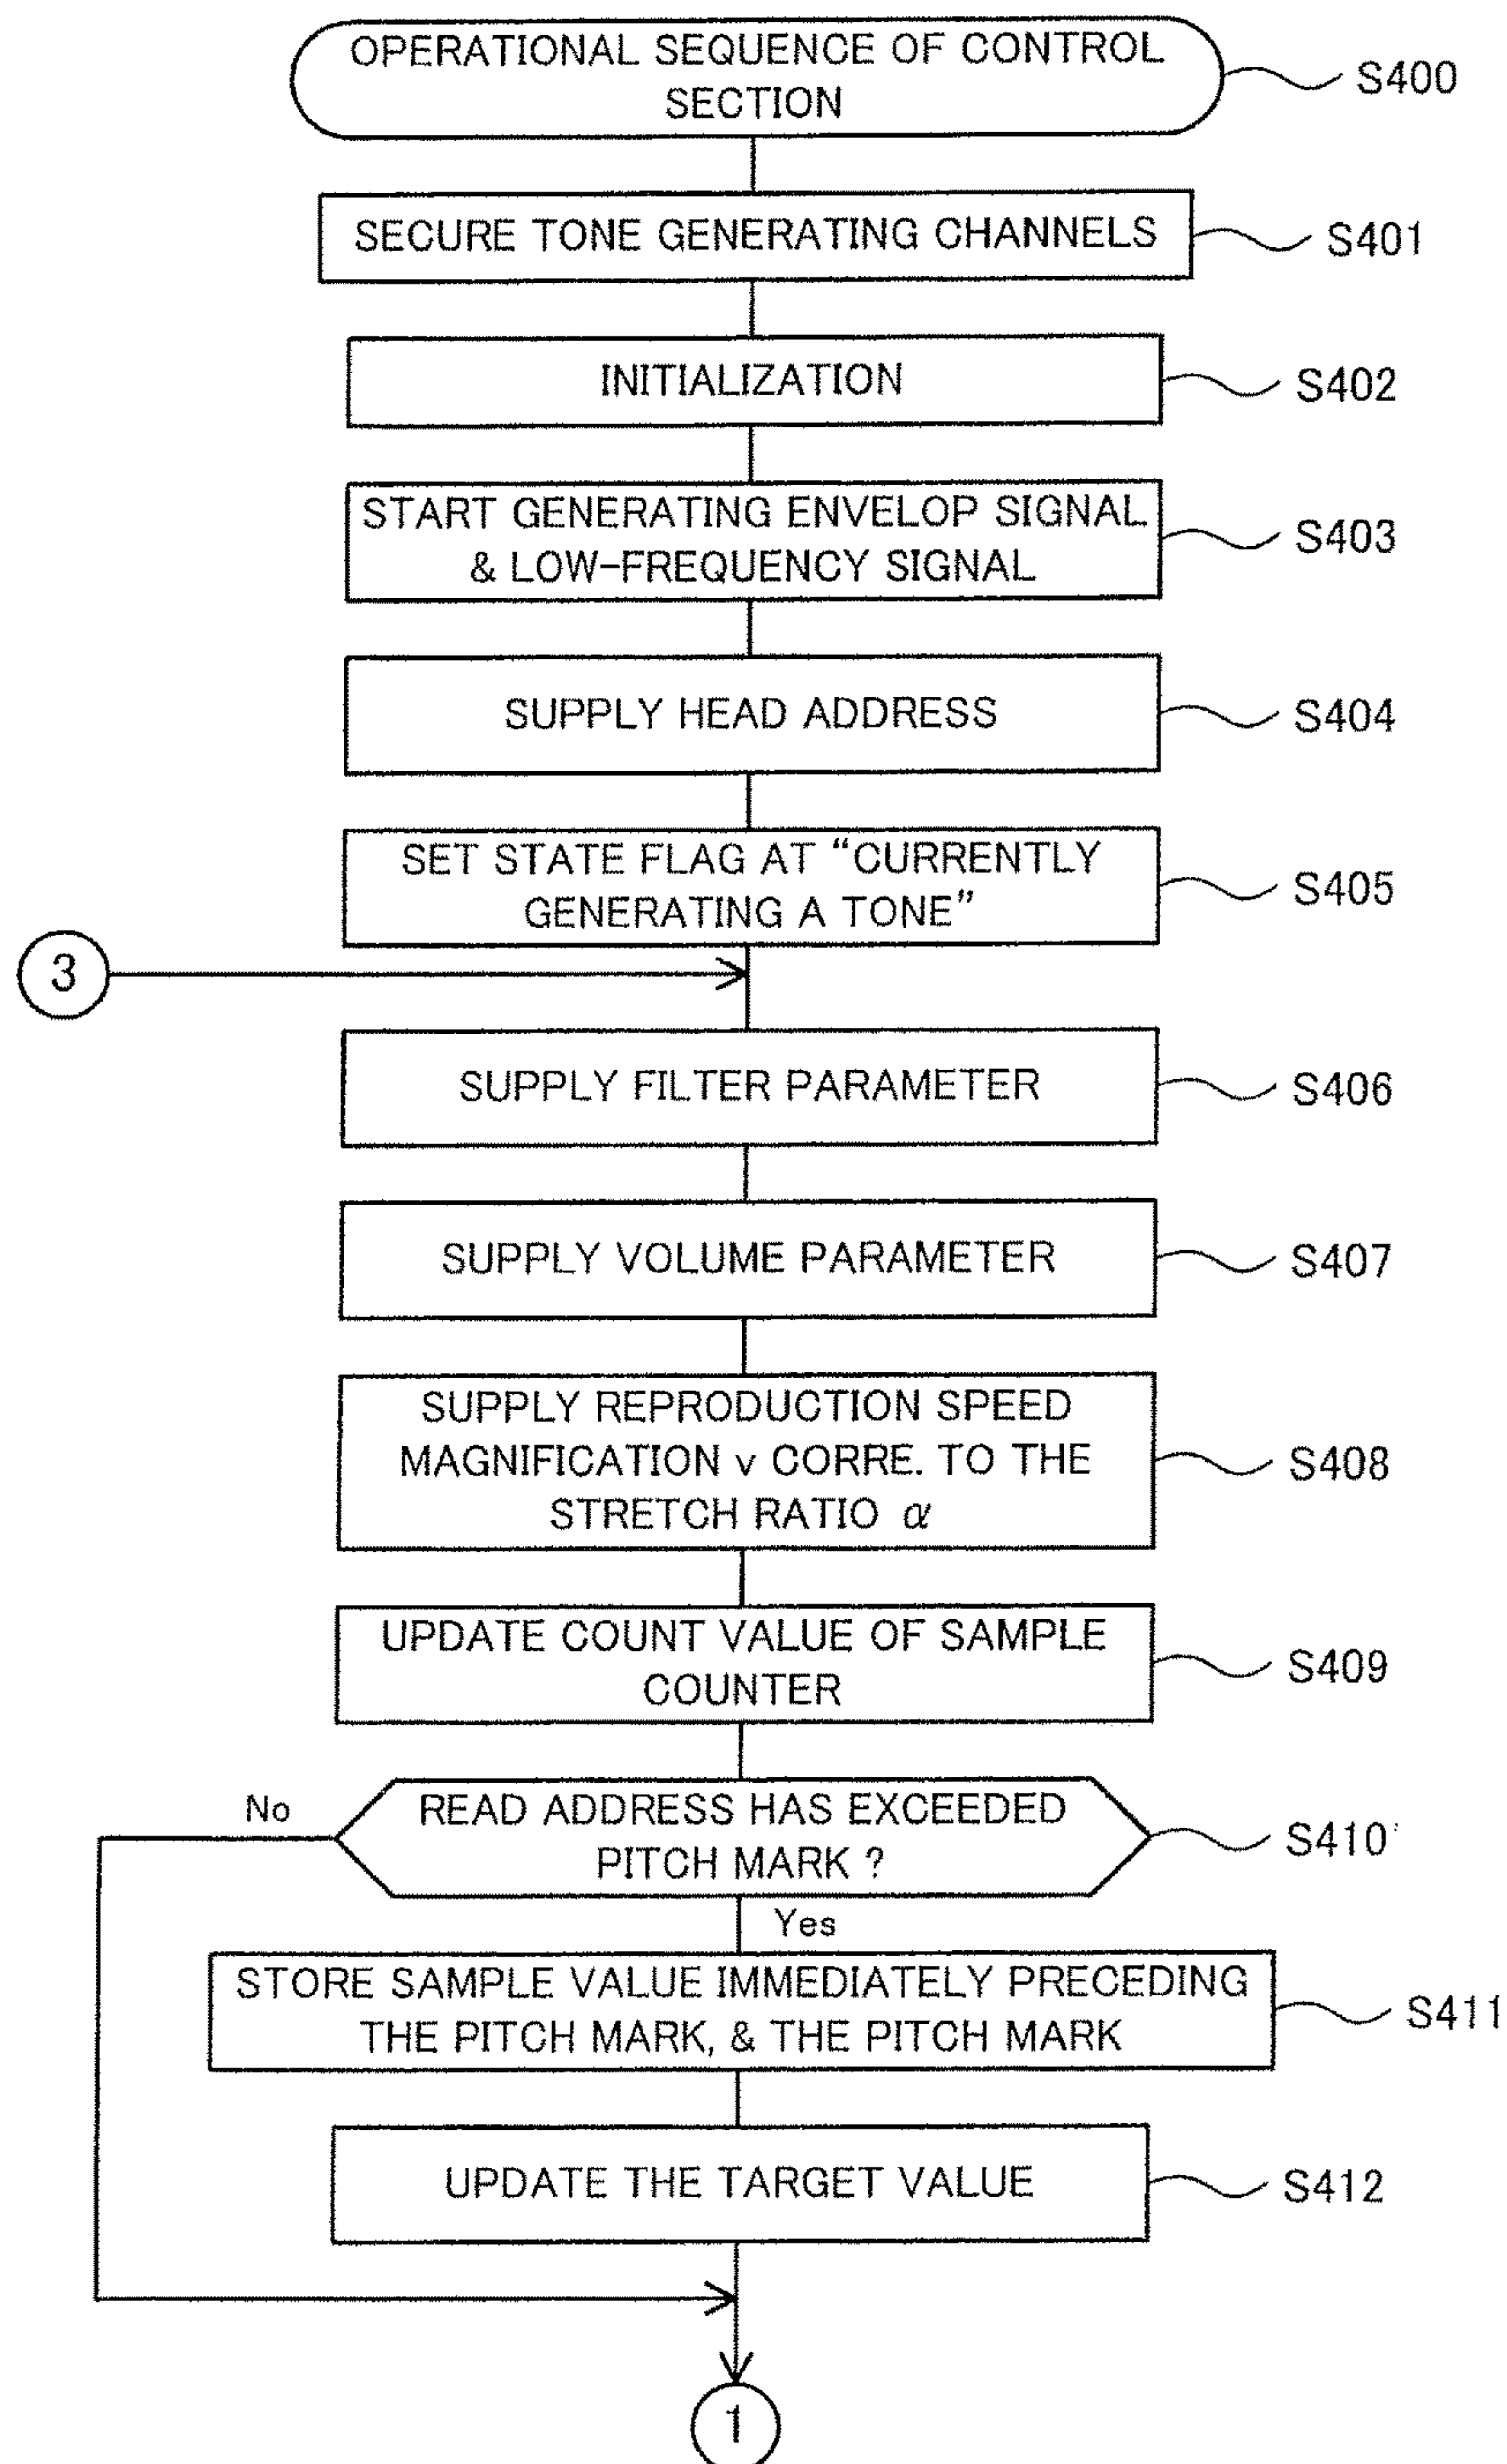 OPERATIONAL SEQUENCE OF CONTROL
SECTION
S400
SECURE TONE GENERATING CHANNELS
S401
INITIALIZATION
S402
START GENERATING ENVELOP SIGNAL
& LOW-FREQUENCY SIGNAL
S403
SUPPLY HEAD ADDRESS
S404
SET STATE FLAG AT “CURRENTLY
GENERATING A TONE”
S405
3
SUPPLY FILTER PARAMETER
S406
SUPPLY VOLUME PARAMETER
S407
SUPPLY REPRODUCTION SPEED
MAGNIFICATION v CORRE. TO THE
STRETCH RATIO α
S408
UPDATE COUNT VALUE OF SAMPLE
COUNTER
S409
No
READ ADDRESS HAS EXCEEDED
PITCH MARK ?
S410
Yes
STORE SAMPLE VALUE IMMEDIATELY PRECEDING
THE PITCH MARK, & THE PITCH MARK
S411
UPDATE THE TARGET VALUE
S412
1